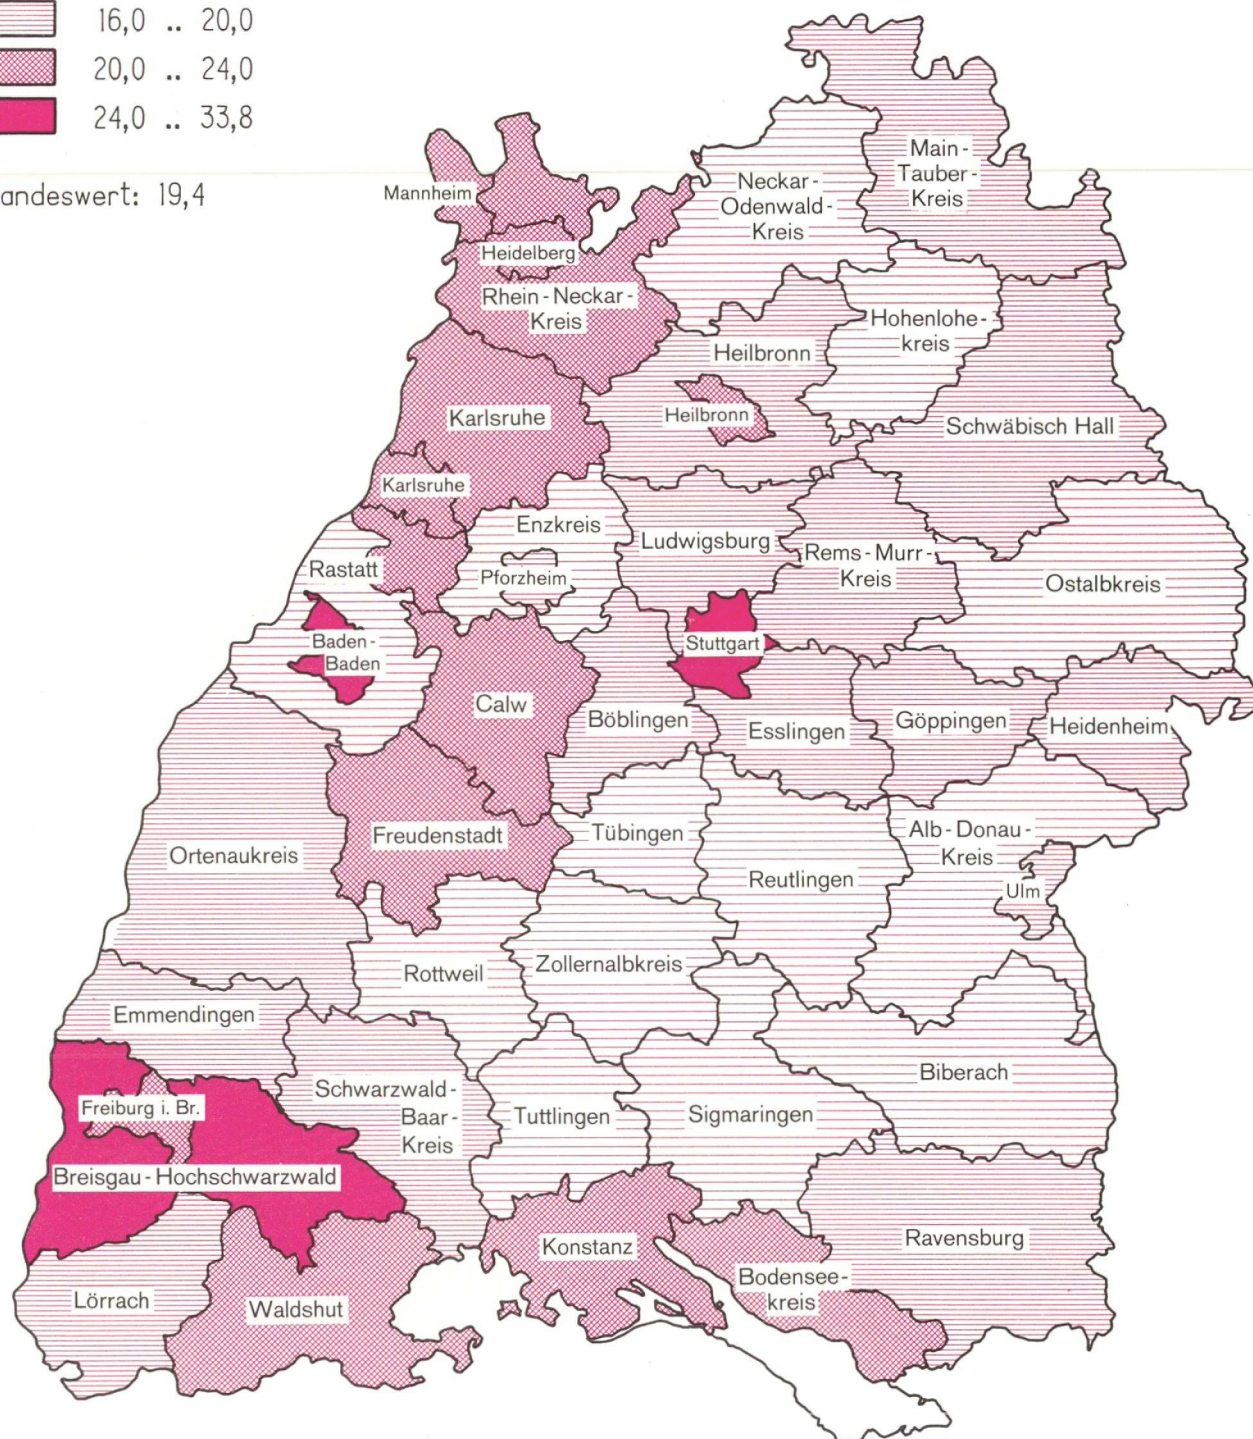 16,0 .. 20,0
20,0 .. 24,0
24,0 .. 33,8
andeswert: 19,4
Main-
Tauber-
Kreis
Mannheim
Neckar-
Odenwald-
Kreis
Heidelberg
Rhein-Neckar-
Kreis
Hohenlohe-
kreis
Heilbronn
Karlsruhe
Heilbronn
Schwäbisch Hall
Karlsruhe
Enzkreis
Ludwigsburg
Rems-Murr-
Kreis
Rastatt
Pforzheim
Ostalbkreis
Baden-
Baden
Stuttgart
Calw
Böblingen
Esslingen
Göppingen
Heidenheim
Freudenstadt
Tübingen
Alb-Donau-
Kreis
Ortenaukreis
Reutlingen
Ulm
Rottweil
Zollernalbkreis
Emmendingen
Biberach
Schwarzwald-
Baar-
Kreis
Freiburg i. Br.
Tuttlingen
Sigmaringen
Breisgau-Hochschwarzwald
Konstanz
Ravensburg
Bodensee-
kreis
Lörrach
Waldshut